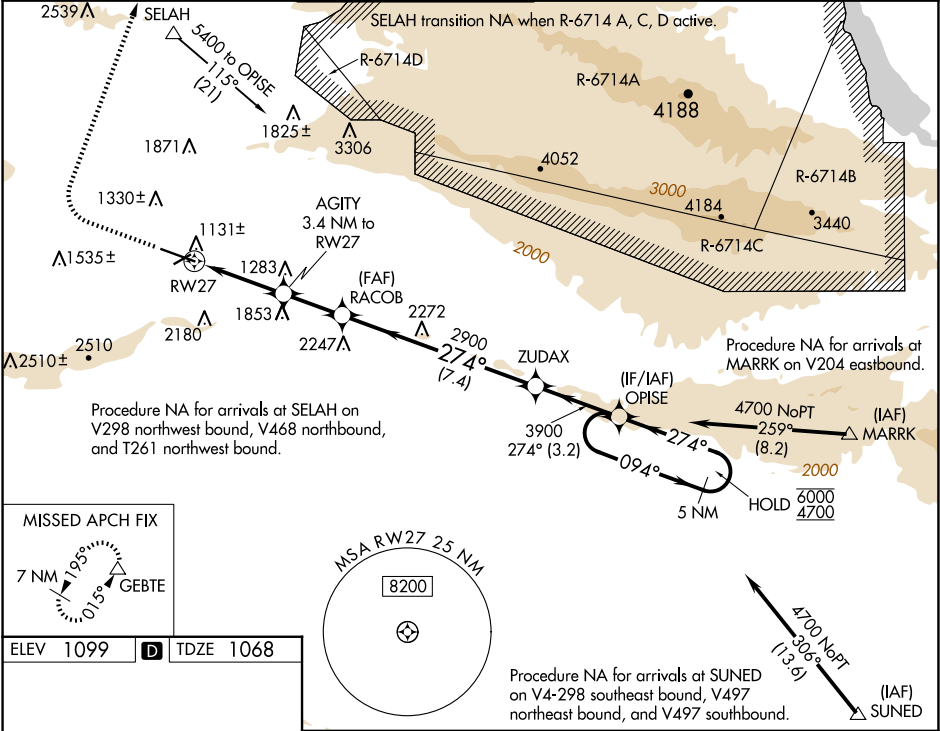 2539
SELAH
SELAH transition NA when R-6714 A, C, D active.
5400 to OPISE
115°
(21)
R-6714D
R-6714A
4188
1825±
3306
1871
4052
R-6714B
1330±
3000
4184
3440
R-6714C
AGITY
3.4 NM to
RW27
1131±
1535±
RW27
1283
(FAF)
RACOB
2000
1853
2180
2247
2272
2900
274°
(7.4)
2510
2510±
ZUDAX
Procedure NA for arrivals at
MARRK on V204 eastbound.
(IF/IAF)
OPISE
4700 NoPT
259°
(8.2)
(IAF)
MARRK
Procedure NA for arrivals at SELAH on
V298 northwest bound, V468 northbound,
and T261 northwest bound.
3900
274° (3.2)
274°
094°
2000
5 NM
HOLD
6000
4700
MISSED APCH FIX
7 NM
195°
015°
GEBTE
MSA RW27 25 NM
8200
4700 NoPT
306°
(13.6)
ELEV 1099
D
TDZE 1068
Procedure NA for arrivals at SUNED
on V4-298 southeast bound, V497
northeast bound, and V497 southbound.
(IAF)
SUNED